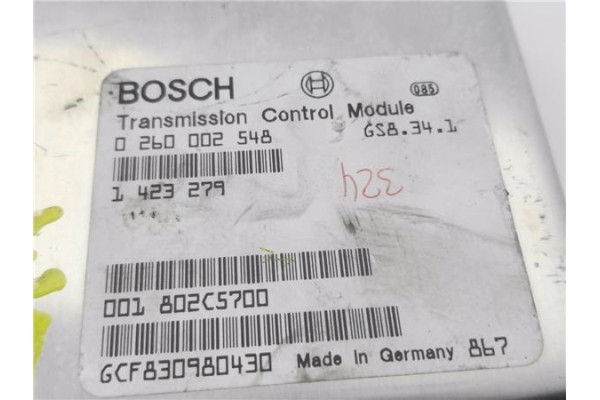 BOSCH 085
Transmission Control Module
0 260 002 548 GS8.34.1
1 423 279
324
001 802C5700
GCF830980430 Made in Germany 867